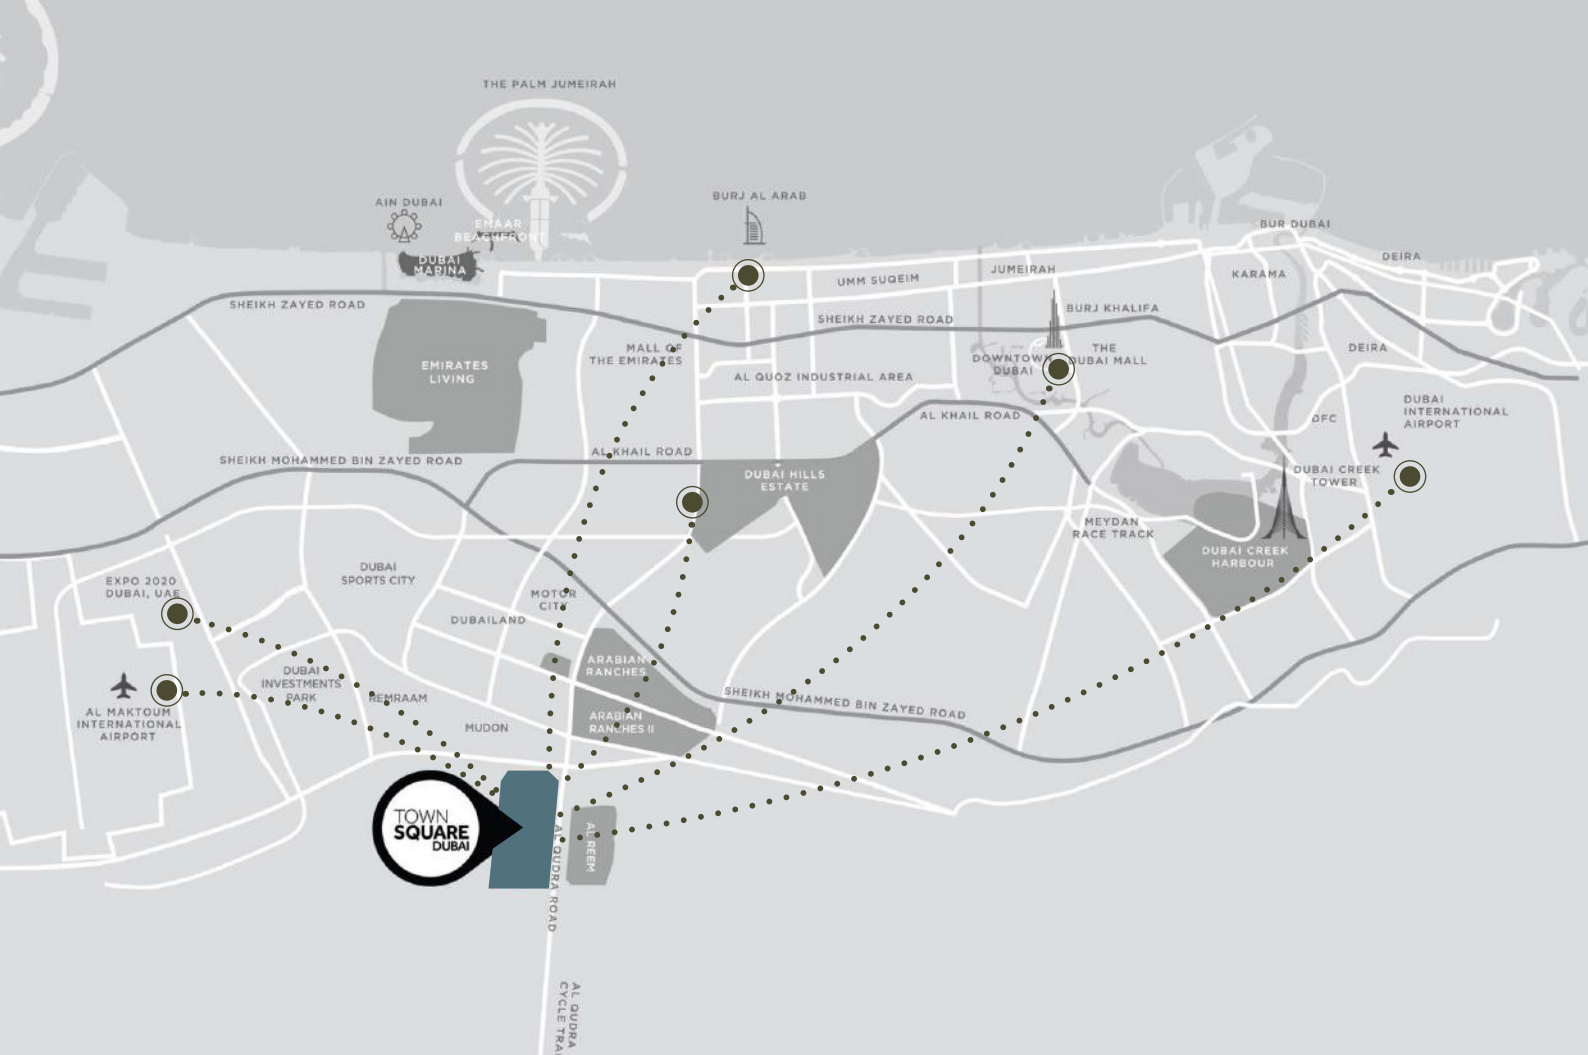 THE PALM JUMEIRAH
AIN DUBAI
BURJ AL ARAB
EMAAR
BEACHFRONT
DUBAI
MARINA
BUR DUBAI
DEIRA
UMM SUQEIM
JUMEIRAH
KARAMA
SHEIKH ZAYED ROAD
SHEIKH ZAYED ROAD
BURJ KHALIFA
MALL OF
THE EMIRATES
DOWNTOWN
DUBAI
THE
DUBAI MALL
DEIRA
EMIRATES
LIVING
AL QUOZ INDUSTRIAL AREA
AL KHAIL ROAD
DUBAI
INTERNATIONAL
AIRPORT
DFC
SHEIKH MOHAMMED BIN ZAYED ROAD
AL KHAIL ROAD
DUBAI HILLS
ESTATE
DUBAI CREEK
TOWER
MEYDAN
RACE TRACK
DUBAI CREEK
HARBOUR
EXPO 2020
DUBAI, UAE
DUBAI
SPORTS CITY
MOTOR
CITY
DUBAILAND
ARABIAN
RANCHES
DUBAI
INVESTMENTS
PARK
REMRAAM
SHEIKH MOHAMMED BIN ZAYED ROAD
AL MAKTOUM
INTERNATIONAL
AIRPORT
MUDON
ARABIAN
RANCHES II
TOWN
SQUARE
DUBAI
AL QUDRA ROAD
AL REEM
AL QUDRA
CYCLE TRA